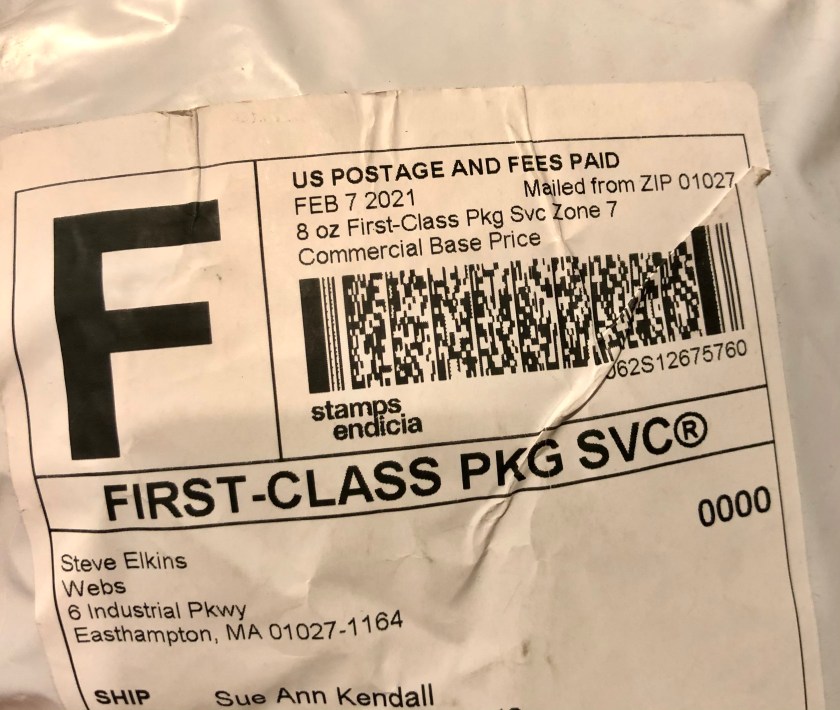 F
US POSTAGE AND FEES PAID
FEB 7 2021 Mailed from ZIP 01027
8 oz First-Class Pkg Svc Zone 7
Commercial Base Price
062S12675760
stamps
endicia
FIRST-CLASS PKG SVC®
0000
Steve Elkins
Webs
6 Industrial Pkwy
Easthampton, MA 01027-1164
SHIP Sue Ann Kendall